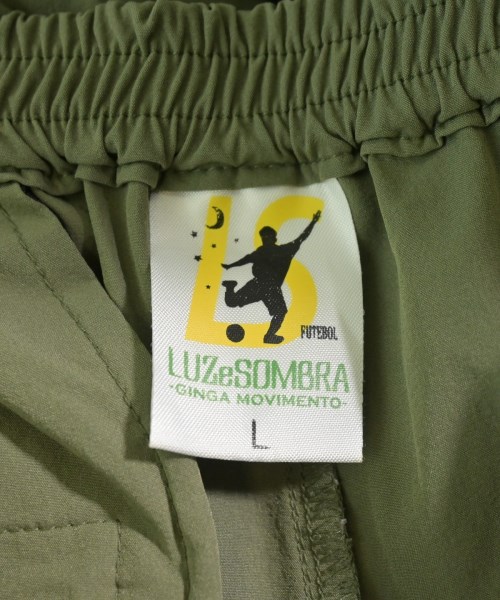 LS
FUTEBOL
LUZeSOMBRA
-GINGA MOVIMENTO-
L